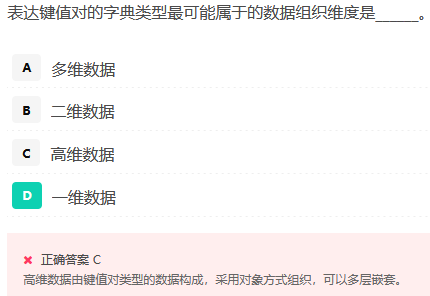 表达键值对的字典类型最可能属于的数据组织维度是_____。
A 多维数据
B 二维数据
C 高维数据
D 一维数据
✖ 正确答案 C
高维数据由键值对类型的数据构成，采用对象方式组织，可以多层嵌套。